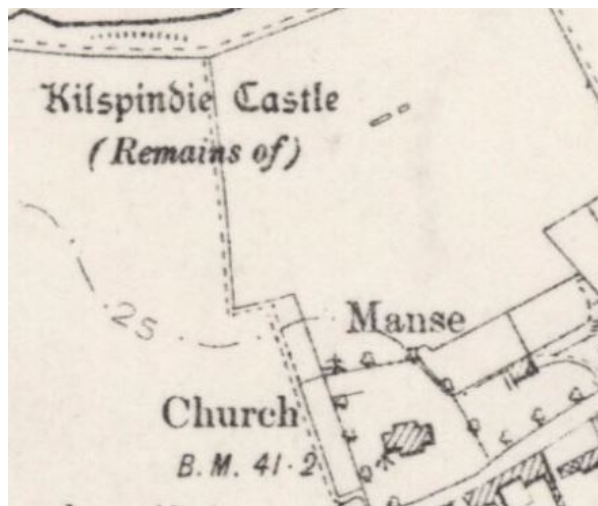 Kilspindie Castle
(Remains of)
25
Manse
Church
B.M. 41·2